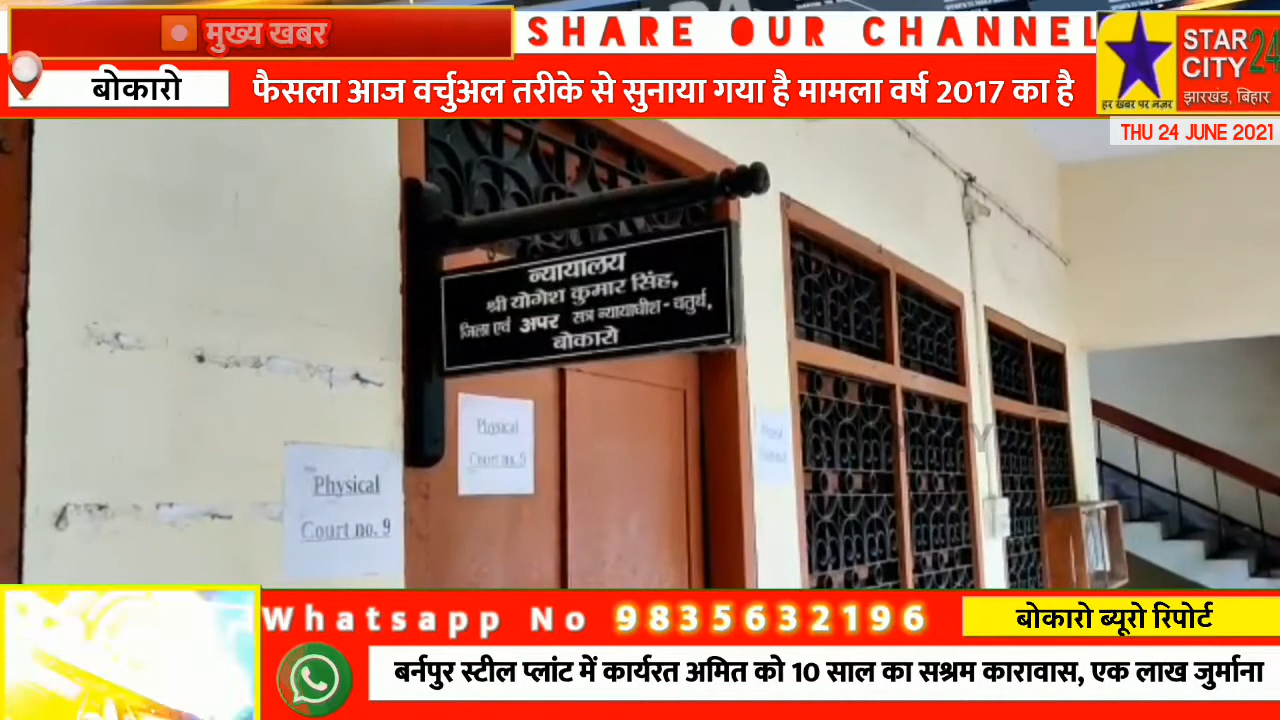 मुख्य खबर
SHARE OUR CHANNEL
STAR
CITY 24
हर खबर पर नज़र
झारखंड, बिहार
बोकारो
फैसला आज वर्चुअल तरीके से सुनाया गया है मामला वर्ष 2017 का है
THU 24 JUNE 2021
न्यायालय
श्री योगेश कुमार सिंह,
जिला एवं अपर सत्र न्यायाधीश - चतुर्थ,
बोकारो
Physical
Court no.
Physical
Court no. 9
Whatsapp No 9835632196
बोकारो ब्यूरो रिपोर्ट
बर्नपुर स्टील प्लांट में कार्यरत अमित को 10 साल का सश्रम कारावास, एक लाख जुर्माना